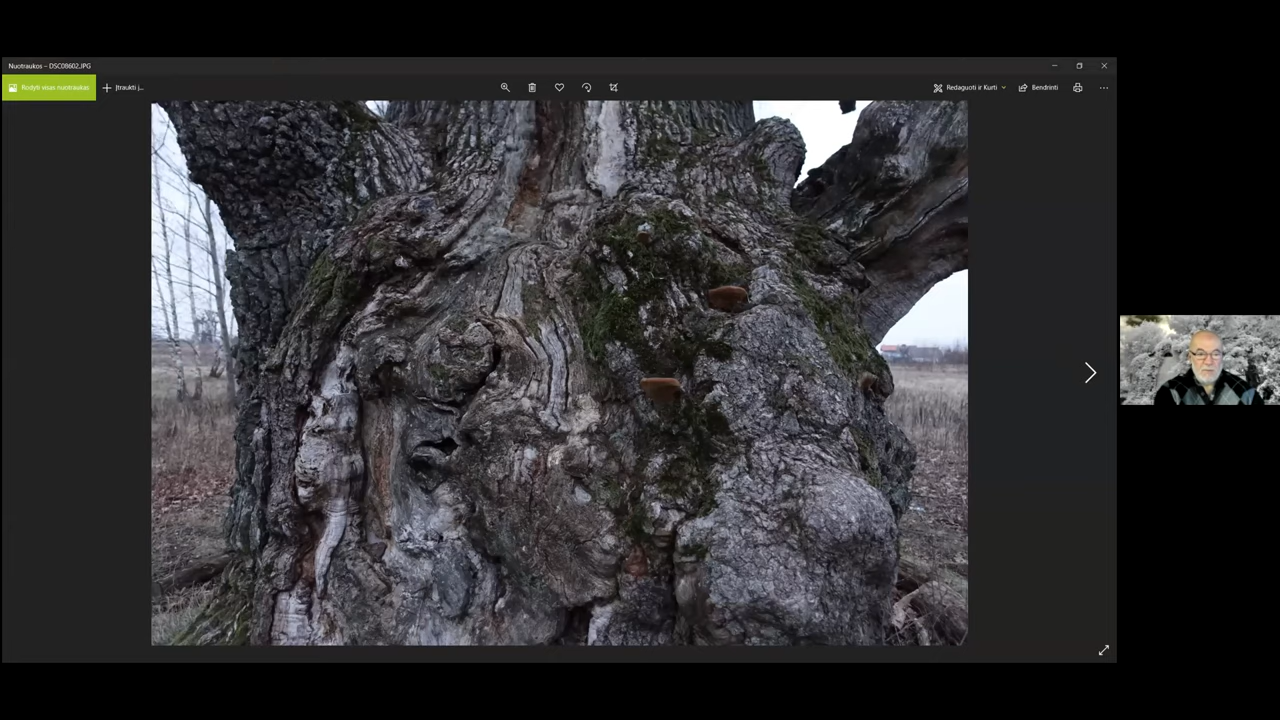 Nuotraukos – DSC08602.JPG
Rodyti visas nuotraukas
Įtraukti į...
Redaguoti ir Kurti
Bendrinti